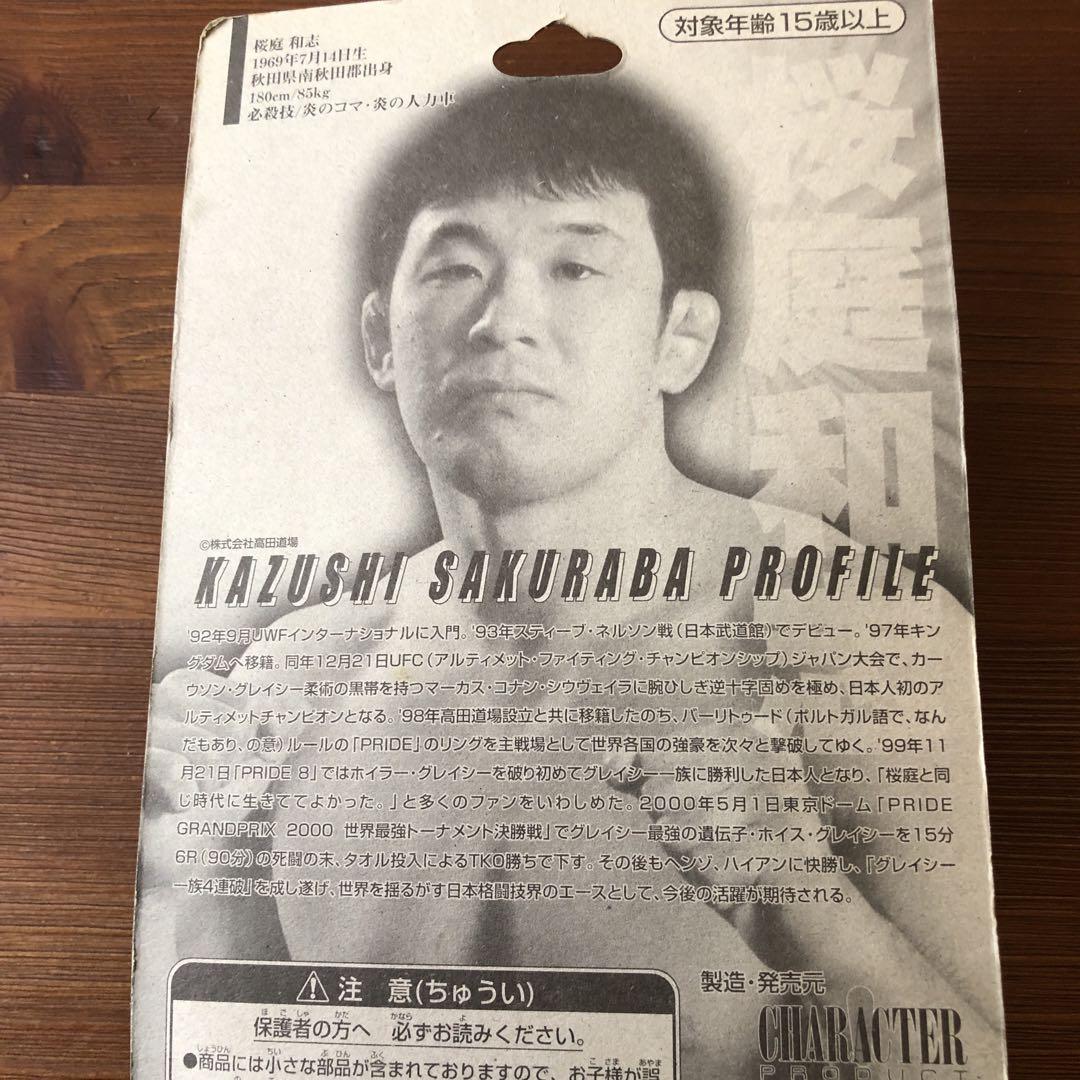 桜庭 和志
1969年7月14日生
秋田県南秋田郡出身
180cm/85kg
必殺技/炎のコマ・炎の人力車
対象年齢15歳以上
桜庭和
©株式会社高田道場
KAZUSHI SAKURABA PROFILE
'92年9月UWFインターナショナルに入門。'93年スティーブ・ネルソン戦(日本武道館)でデビュー。'97年キン
グダムへ移籍。同年12月21日UFC(アルティメット・ファイティング・チャンピオンシップ)ジャパン大会で、カー
ウソン・グレイシー柔術の黒帯を持つマーカス・コナン・シウヴェイラに腕ひしぎ逆十字固めを極め、日本人初のア
ルティメットチャンピオンとなる。'98年高田道場設立と共に移籍したのち、バーリトゥード(ポルトガル語で、なん
だもあり、の意)ルールの「PRIDE」のリングを主戦場として世界各国の強豪を次々と撃破してゆく。'99年11
月21日「PRIDE 8」ではホイラー・グレイシーを破り初めてグレイシー一族に勝利した日本人となり、「桜庭と同
じ時代に生きててよかった。」と多くのファンをいわしめた。2000年5月1日東京ドーム「PRIDE
GRANDPRIX 2000 世界最強トーナメント決勝戦」でグレイシー最強の遺伝子・ホイス・グレイシーを15分
6R(90分)の死闘の末、タオル投入によるTKO勝ちで下す。その後もヘンゾ、ハイアンに快勝し、「グレイシー
一族4連破」を成し遂げ、世界を揺るがす日本格闘技界のエースとして、今後の活躍が期待される。
注 意(ちゅうい)
保護者の方へ 必ずお読みください。
●商品には小さな部品が含まれておりますので、お子様が誤
製造・発売元
CHARACTER
PRODUCT